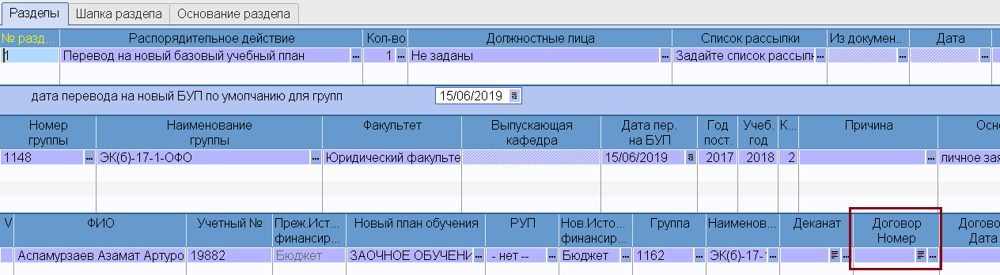 Разделы Шапка раздела Основание раздела
№ разд... Распорядительное действие Кол-во Должностные лица Список рассылки Из докумен.. Дата
1 Перевод на новый базовый учебный план ... 1 ... Не заданы ... Задайте список рассылк ... ... ...
дата перевода на новый БУП по умолчанию для групп 15/06/2019
Номер Наименование Факультет Выпускающая Дата пер. Год Учеб. К... Причина Осно
группы группы кафедра на БУП пост. год
1148 ... ЭК(б)-17-1-ОФО ... Юридический факульте 15/06/2019 2017 2018 2 ... личное зая
V ФИО Учетный № Преж.Ист... Новый план обучения РУП Нов.Исто... Группа Наименов... Деканат Договор Догово
финансир... финансир... Номер Дата
Асламурзаев Азамат Артуро 19882 Бюджет ЗАОЧНОЕ ОБУЧЕНИ ... - нет -- ... Бюджет ... 1162 ... ЭК(б)-17- ... ... ...